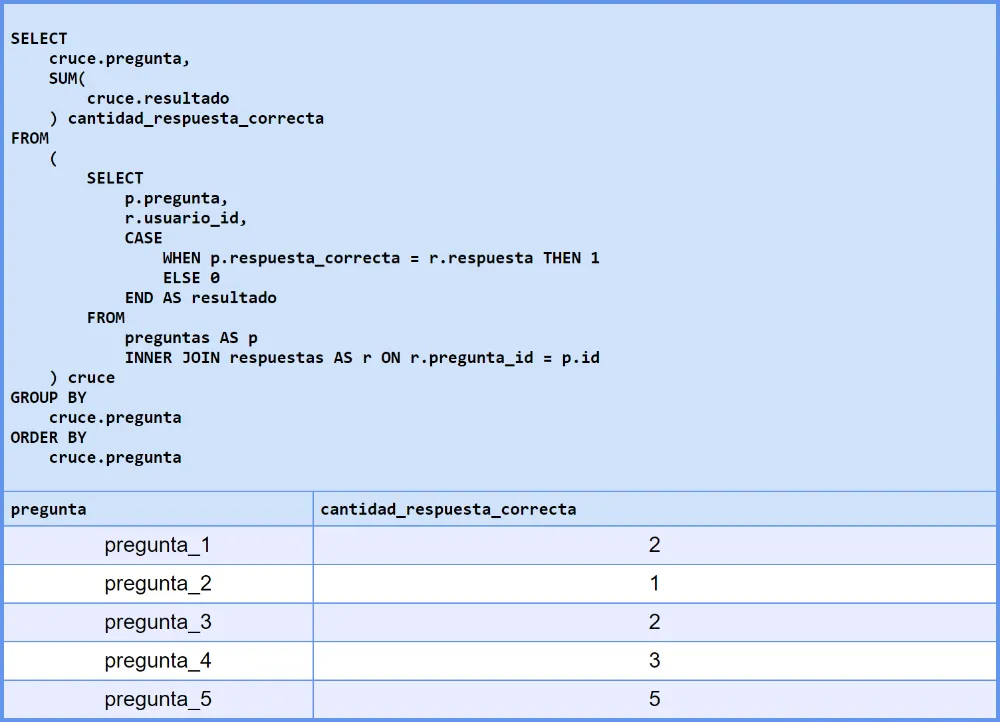 SELECT
    cruce.pregunta,
    SUM(
        cruce.resultado
    ) cantidad_respuesta_correcta
FROM
    (
        SELECT
            p.pregunta,
            r.usuario_id,
            CASE
                WHEN p.respuesta_correcta = r.respuesta THEN 1
                ELSE 0
            END AS resultado
        FROM
            preguntas AS p
            INNER JOIN respuestas AS r ON r.pregunta_id = p.id
    ) cruce
GROUP BY
    cruce.pregunta
ORDER BY
    cruce.pregunta
pregunta cantidad_respuesta_correcta
pregunta_1 2
pregunta_2 1
pregunta_3 2
pregunta_4 3
pregunta_5 5